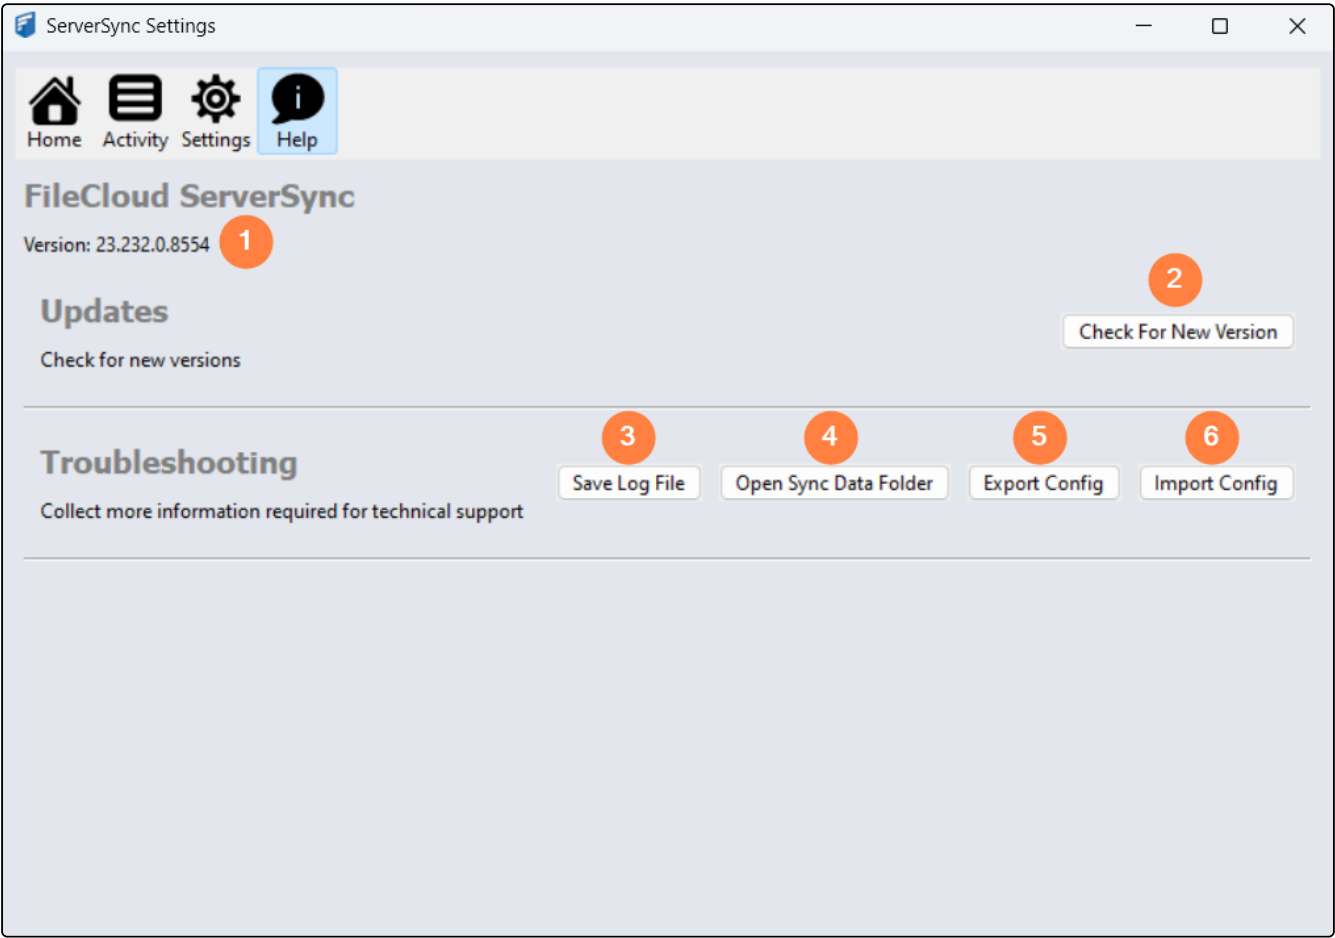 ServerSync Settings
Home Activity Settings Help
FileCloud ServerSync
Version: 23.232.0.8554 1
2
Updates
Check For New Version
Check for new versions
3 4 5 6
Troubleshooting
Save Log File Open Sync Data Folder Export Config Import Config
Collect more information required for technical support